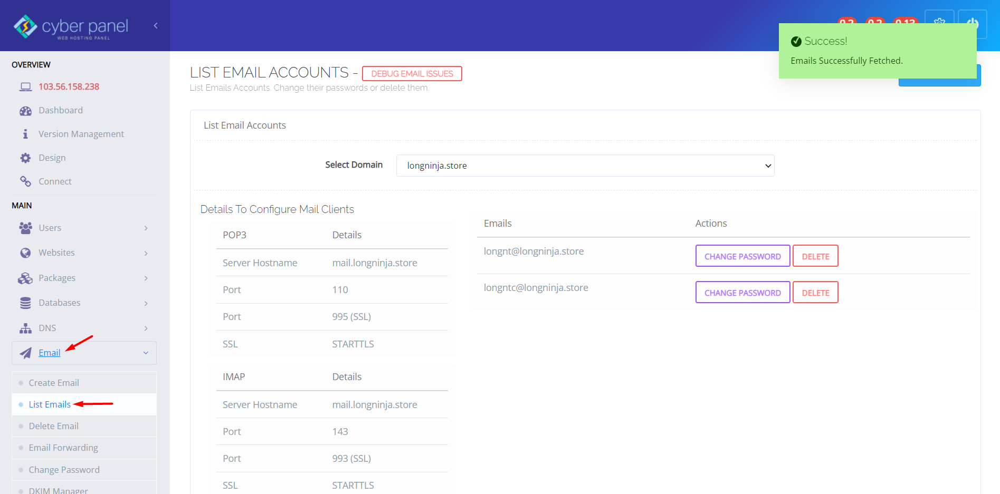 cyber panel
WEB HOSTING PANEL
Success!
Emails Successfully Fetched.
OVERVIEW
103.56.158.238
Dashboard
Version Management
Design
Connect
MAIN
Users
Websites
Packages
Databases
DNS
Email
Create Email
List Emails
Delete Email
Email Forwarding
Change Password
DKIM Manager
LIST EMAIL ACCOUNTS - DEBUG EMAIL ISSUES
List Emails Accounts. Change their passwords or delete them.
List Email Accounts
Select Domain longninja.store
Details To Configure Mail Clients
POP3 Details
Server Hostname mail.longninja.store
Port 110
Port 995 (SSL)
SSL STARTTLS
IMAP Details
Server Hostname mail.longninja.store
Port 143
Port 993 (SSL)
SSL STARTTLS
Emails Actions
longnt@longninja.store CHANGE PASSWORD DELETE
longntc@longninja.store CHANGE PASSWORD DELETE